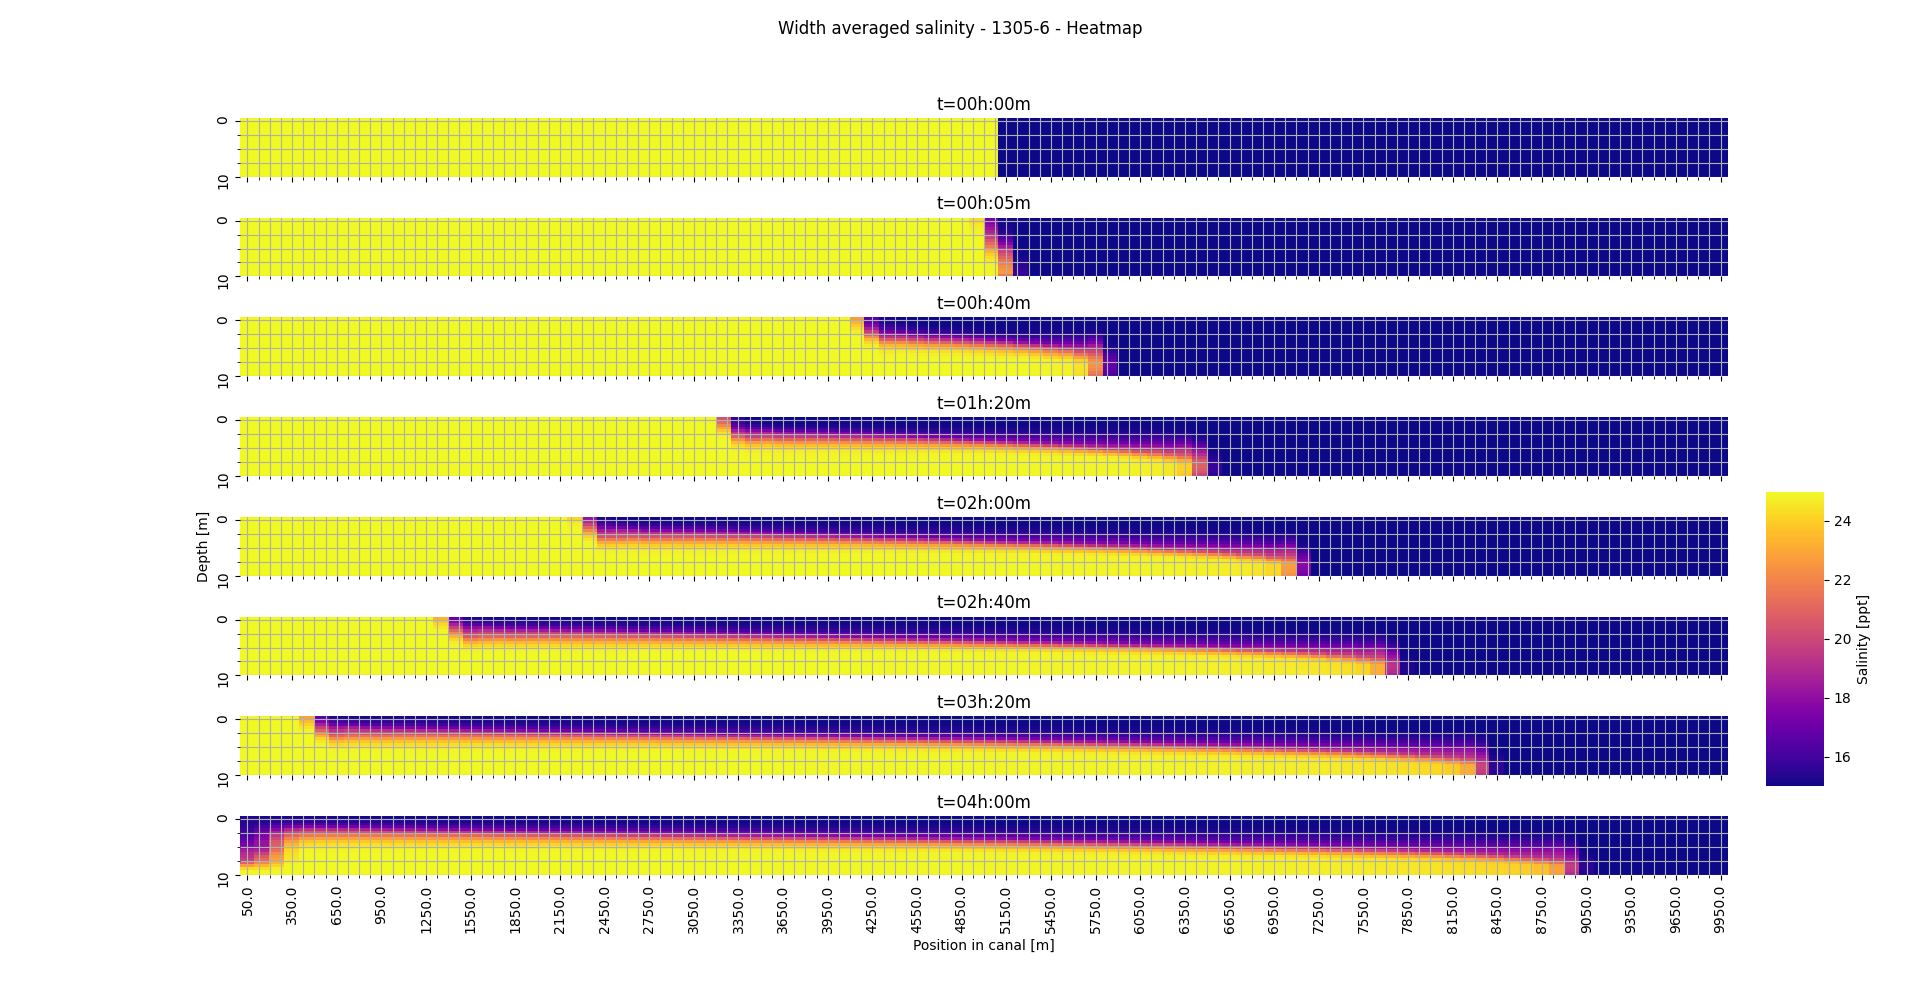 Width averaged salinity - 1305-6 - Heatmap
t=00h:00m
0
10
t=00h:05m
0
10
t=00h:40m
0
10
t=01h:20m
0
10
t=02h:00m
0
10
t=02h:40m
0
10
t=03h:20m
0
10
t=04h:00m
0
10
Depth [m]
50.0 350.0 650.0 950.0 1250.0 1550.0 1850.0 2150.0 2450.0 2750.0 3050.0 3350.0 3650.0 3950.0 4250.0 4550.0 4850.0 5150.0 5450.0 5750.0 6050.0 6350.0 6650.0 6950.0 7250.0 7550.0 7850.0 8150.0 8450.0 8750.0 9050.0 9350.0 9650.0 9950.0
Position in canal [m]
24
22
20
18
16
Salinity [ppt]